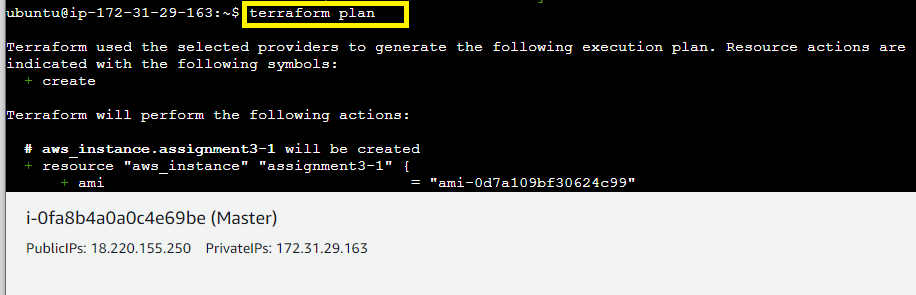 ubuntu@ip-172-31-29-163:~$ terraform plan
Terraform used the selected providers to generate the following execution plan. Resource actions are
indicated with the following symbols:
+ create
Terraform will perform the following actions:
# aws_instance.assignment3-1 will be created
+ resource "aws_instance" "assignment3-1" {
+ ami = "ami-0d7a109bf30624c99"
i-0fa8b4a0a0c4e69be (Master)
PublicIPs: 18.220.155.250 PrivateIPs: 172.31.29.163